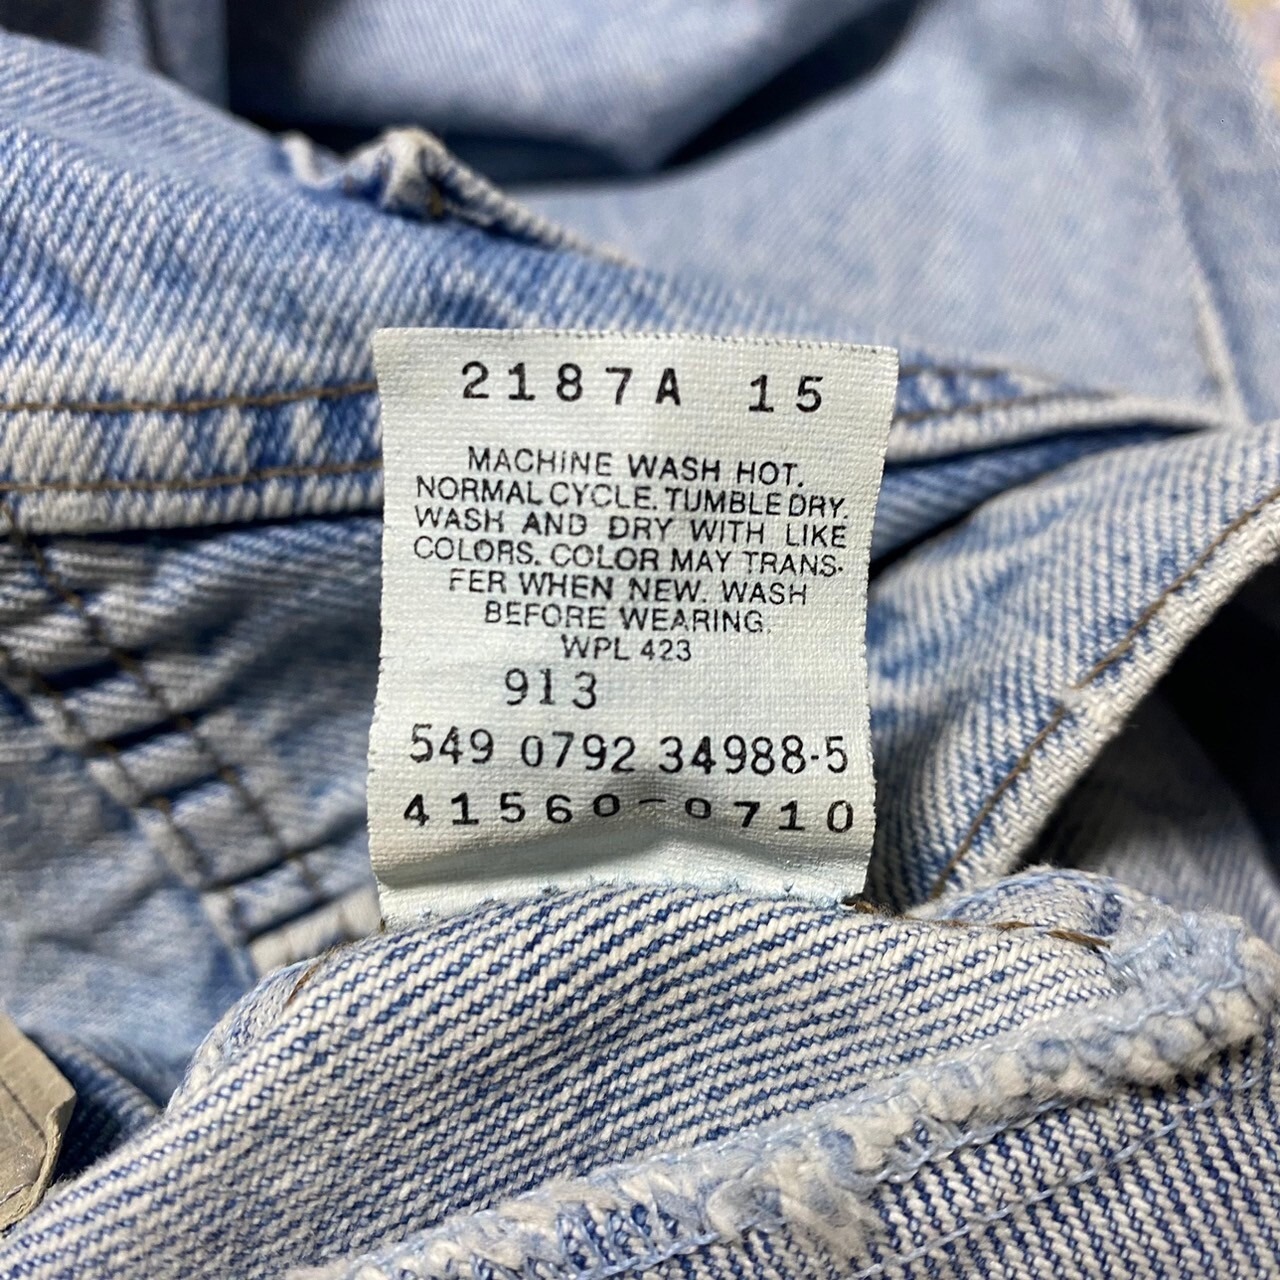 2187A 15
MACHINE WASH HOT.
NORMAL CYCLE. TUMBLE DRY.
WASH AND DRY WITH LIKE
COLORS. COLOR MAY TRANS-
FER WHEN NEW. WASH
BEFORE WEARING.
WPL 423
913
549 0792 34988-5
41560-0710